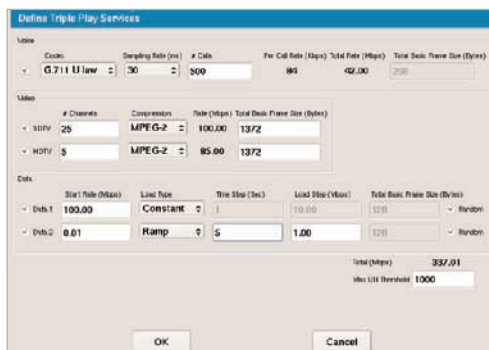 Define Triple Play Services
Voice
Codec Sampling Rate (ms) # Calls Per Call Rate (Kbps) Total Rate (Mbps) Total Basic Frame Size (Bytes)
G.711 U law 30 500 84 42.00 298
Video
# Channels Compression Rate (Mbps) Total Basic Frame Size (Bytes)
SDTV 25 MPEG-2 100.00 1372
HDTV 5 MPEG-2 95.00 1372
Data
Start Rate (Mbps) Load Type Time Step (Sec) Load Step (Mbps) Total Basic Frame Size (Bytes)
Data 1 100.00 Constant 1 10.00 128 Random
Data 2 0.01 Ramp 5 1.00 128 Random
Total (Mbps) 337.01
Max Util Threshold 1000
OK Cancel